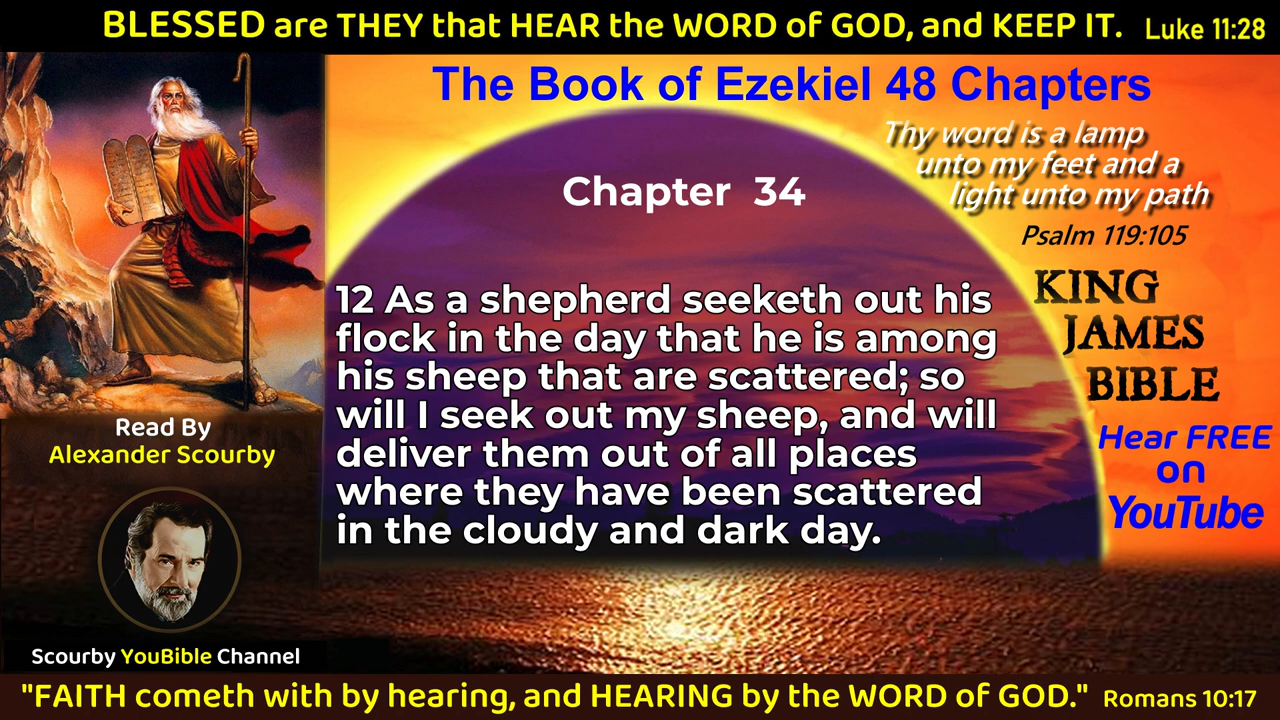 BLESSED are THEY that HEAR the WORD of GOD, and KEEP IT. Luke 11:28
The Book of Ezekiel 48 Chapters
Thy word is a lamp
unto my feet and a
light unto my path
Psalm 119:105
Chapter 34
12 As a shepherd seeketh out his
flock in the day that he is among
his sheep that are scattered; so
will I seek out my sheep, and will
deliver them out of all places
where they have been scattered
in the cloudy and dark day.
KING
JAMES
BIBLE
Hear FREE
on
YouTube
Read By
Alexander Scourby
Scourby YouBible Channel
"FAITH cometh with by hearing, and HEARING by the WORD of GOD." Romans 10:17